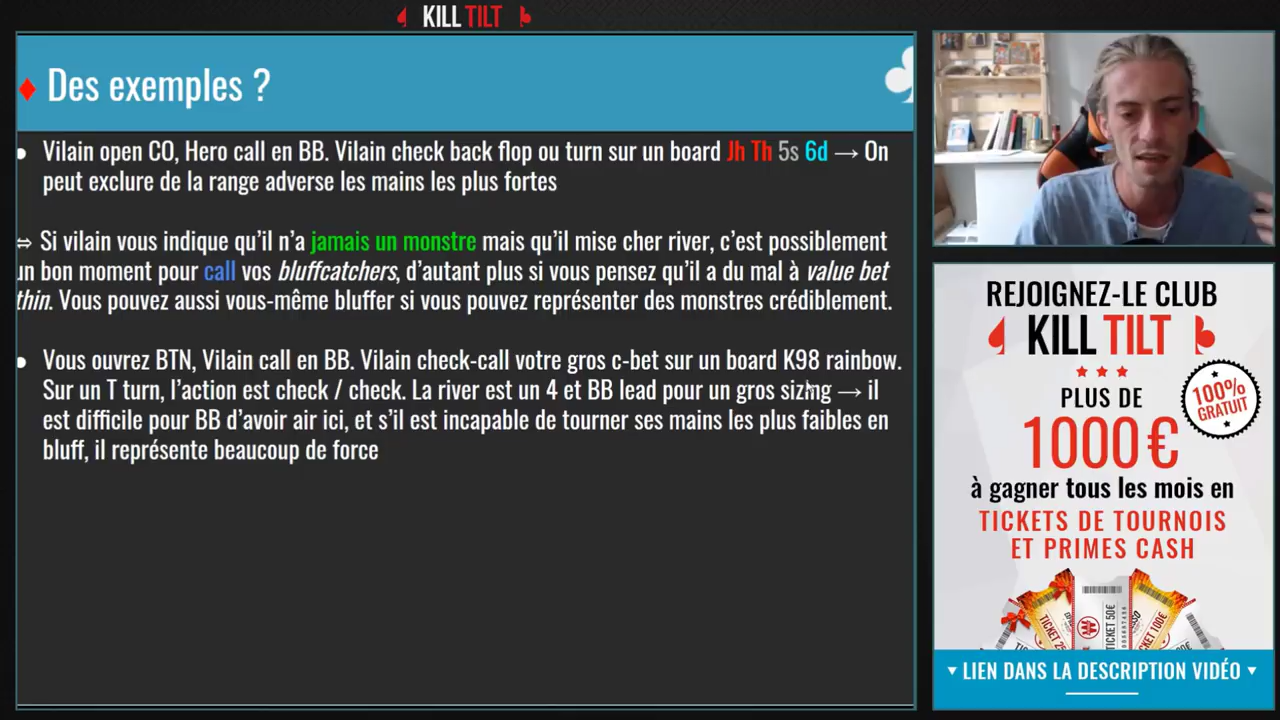 KILL TILT
Des exemples ?
Vilain open CO, Hero call en BB. Vilain check back flop ou turn sur un board Jh Th 5s 6d → On
peut exclure de la range adverse les mains les plus fortes
⇔ Si vilain vous indique qu'il n'a jamais un monstre mais qu'il mise cher river, c'est possiblement
un bon moment pour call vos bluffcatchers, d'autant plus si vous pensez qu'il a du mal à value bet
thin. Vous pouvez aussi vous-même bluffer si vous pouvez représenter des monstres crédiblement.
Vous ouvrez BTN, Vilain call en BB. Vilain check-call votre gros c-bet sur un board K98 rainbow.
Sur un T turn, l'action est check / check. La river est un 4 et BB lead pour un gros sizing → il
est difficile pour BB d'avoir air ici, et s'il est incapable de tourner ses mains les plus faibles en
bluff, il représente beaucoup de force
REJOIGNEZ-LE CLUB
KILL TILT
PLUS DE
100%
GRATUIT
1000€
à gagner tous les mois en
TICKETS DE TOURNOIS
ET PRIMES CASH
TICKET 50€
TICKET 100€
LIEN DANS LA DESCRIPTION VIDÉO